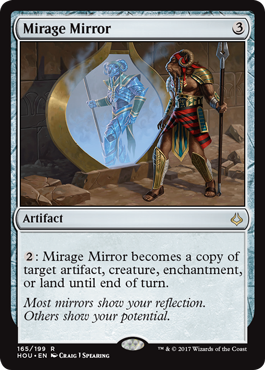 Mirage Mirror 3
Artifact
2: Mirage Mirror becomes a copy of
target artifact, creature, enchantment,
or land until end of turn.
Most mirrors show your reflection.
Others show your potential.
165/199 R
HOU • EN Craig J Spearing
™ & © 2017 Wizards of the Coast